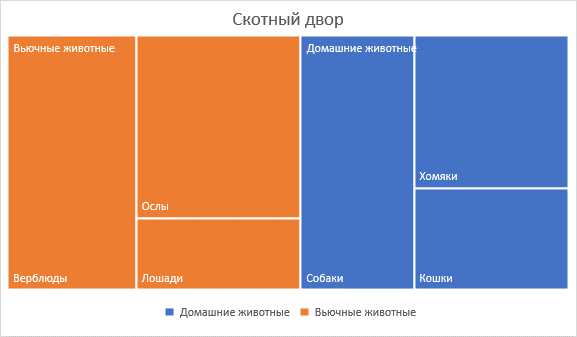 Скотный двор
Вьючные животные
Домашние животные
Хомяки
Ослы
Верблюды
Лошади
Собаки
Кошки
Домашние животные
Вьючные животные